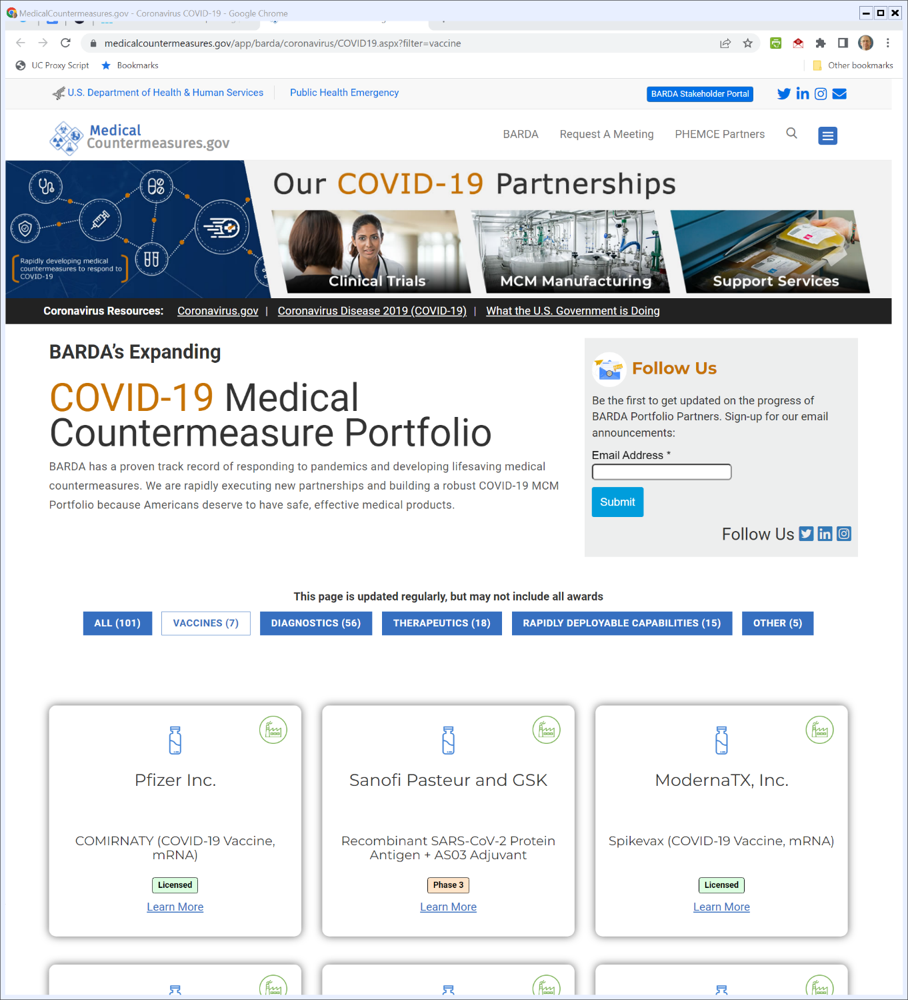 MedicalCountermeasures.gov - Coronavirus COVID-19 - Google Chrome
medicalcountermeasures.gov/app/barda/coronavirus/COVID19.aspx?filter=vaccine
UC Proxy Script Bookmarks Other bookmarks
U.S. Department of Health & Human Services Public Health Emergency BARDA Stakeholder Portal
Medical
Countermeasures.gov
BARDA Request A Meeting PHEMCE Partners
Our COVID-19 Partnerships
Rapidly developing medical
countermeasures to respond to
COVID-19
Clinical Trials MCM Manufacturing Support Services
Coronavirus Resources: Coronavirus.gov | Coronavirus Disease 2019 (COVID-19) | What the U.S. Government is Doing
BARDA’s Expanding
COVID-19 Medical
Countermeasure Portfolio
BARDA has a proven track record of responding to pandemics and developing lifesaving medical
countermeasures. We are rapidly executing new partnerships and building a robust COVID-19 MCM
Portfolio because Americans deserve to have safe, effective medical products.
Follow Us
Be the first to get updated on the progress of
BARDA Portfolio Partners. Sign-up for our email
announcements:
Email Address *
Submit
Follow Us
This page is updated regularly, but may not include all awards
ALL (101) VACCINES (7) DIAGNOSTICS (56) THERAPEUTICS (18) RAPIDLY DEPLOYABLE CAPABILITIES (15) OTHER (5)
Pfizer Inc.
COMIRNATY (COVID-19 Vaccine,
mRNA)
Licensed
Learn More
Sanofi Pasteur and GSK
Recombinant SARS-CoV-2 Protein
Antigen + AS03 Adjuvant
Phase 3
Learn More
ModernaTX, Inc.
Spikevax (COVID-19 Vaccine, mRNA)
Licensed
Learn More